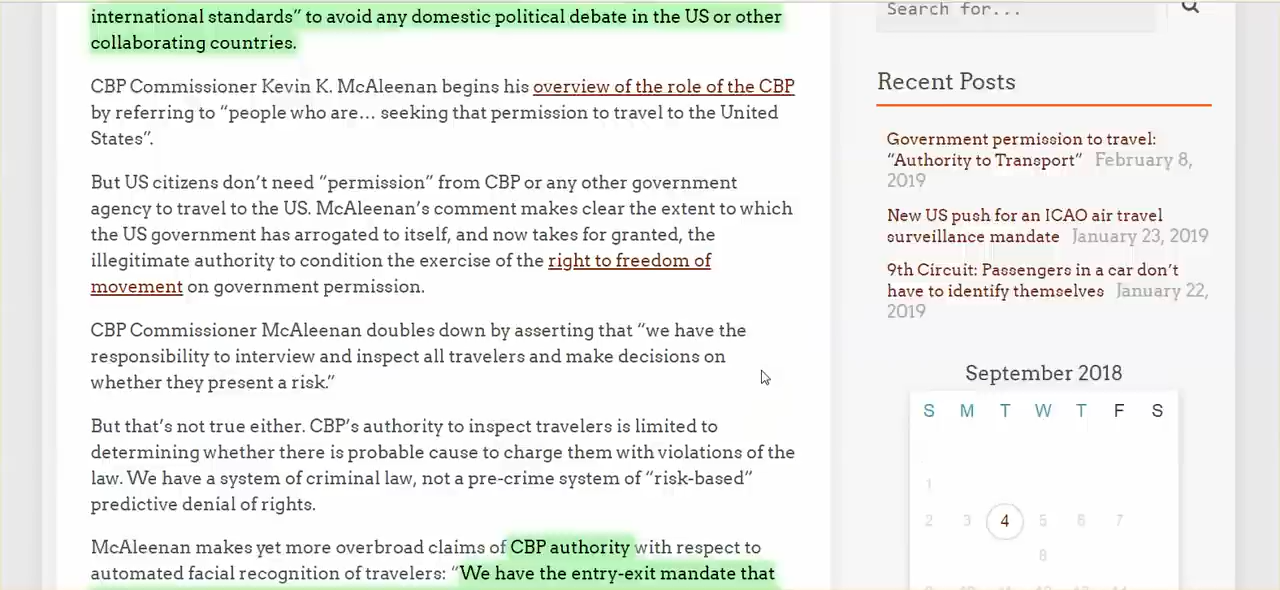 international standards” to avoid any domestic political debate in the US or other
collaborating countries.
CBP Commissioner Kevin K. McAleenan begins his overview of the role of the CBP
by referring to “people who are… seeking that permission to travel to the United
States”.
But US citizens don’t need “permission” from CBP or any other government
agency to travel to the US. McAleenan’s comment makes clear the extent to which
the US government has arrogated to itself, and now takes for granted, the
illegitimate authority to condition the exercise of the right to freedom of
movement on government permission.
CBP Commissioner McAleenan doubles down by asserting that “we have the
responsibility to interview and inspect all travelers and make decisions on
whether they present a risk.”
But that’s not true either. CBP’s authority to inspect travelers is limited to
determining whether there is probable cause to charge them with violations of the
law. We have a system of criminal law, not a pre-crime system of “risk-based”
predictive denial of rights.
McAleenan makes yet more overbroad claims of CBP authority with respect to
automated facial recognition of travelers: “We have the entry-exit mandate that
Search for...
Recent Posts
Government permission to travel:
“Authority to Transport” February 8,
2019
New US push for an ICAO air travel
surveillance mandate January 23, 2019
9th Circuit: Passengers in a car don’t
have to identify themselves January 22,
2019
September 2018
S M T W T F S
1
2 3 4 5 6 7
8